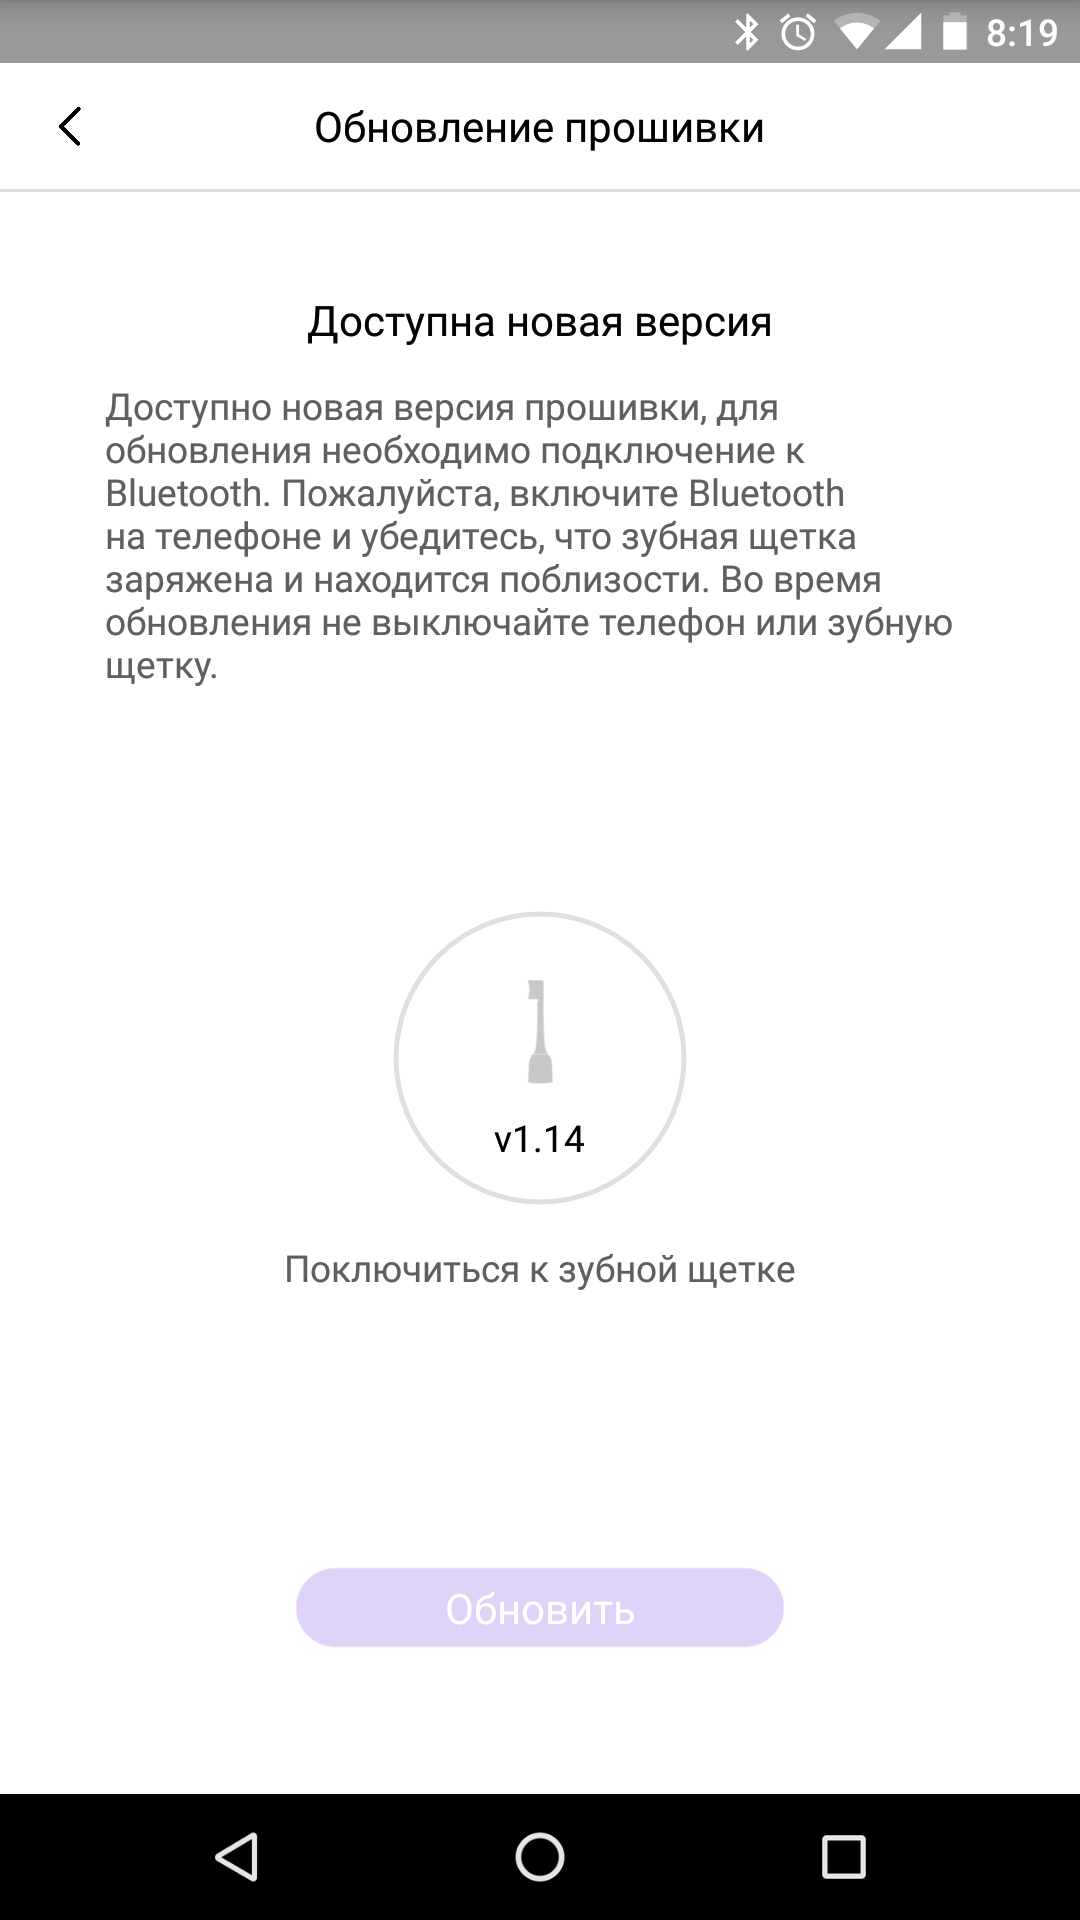 8:19
Обновление прошивки
Доступна новая версия
Доступно новая версия прошивки, для
обновления необходимо подключение к
Bluetooth. Пожалуйста, включите Bluetooth
на телефоне и убедитесь, что зубная щетка
заряжена и находится поблизости. Во время
обновления не выключайте телефон или зубную
щетку.
v1.14
Поключиться к зубной щетке
Обновить